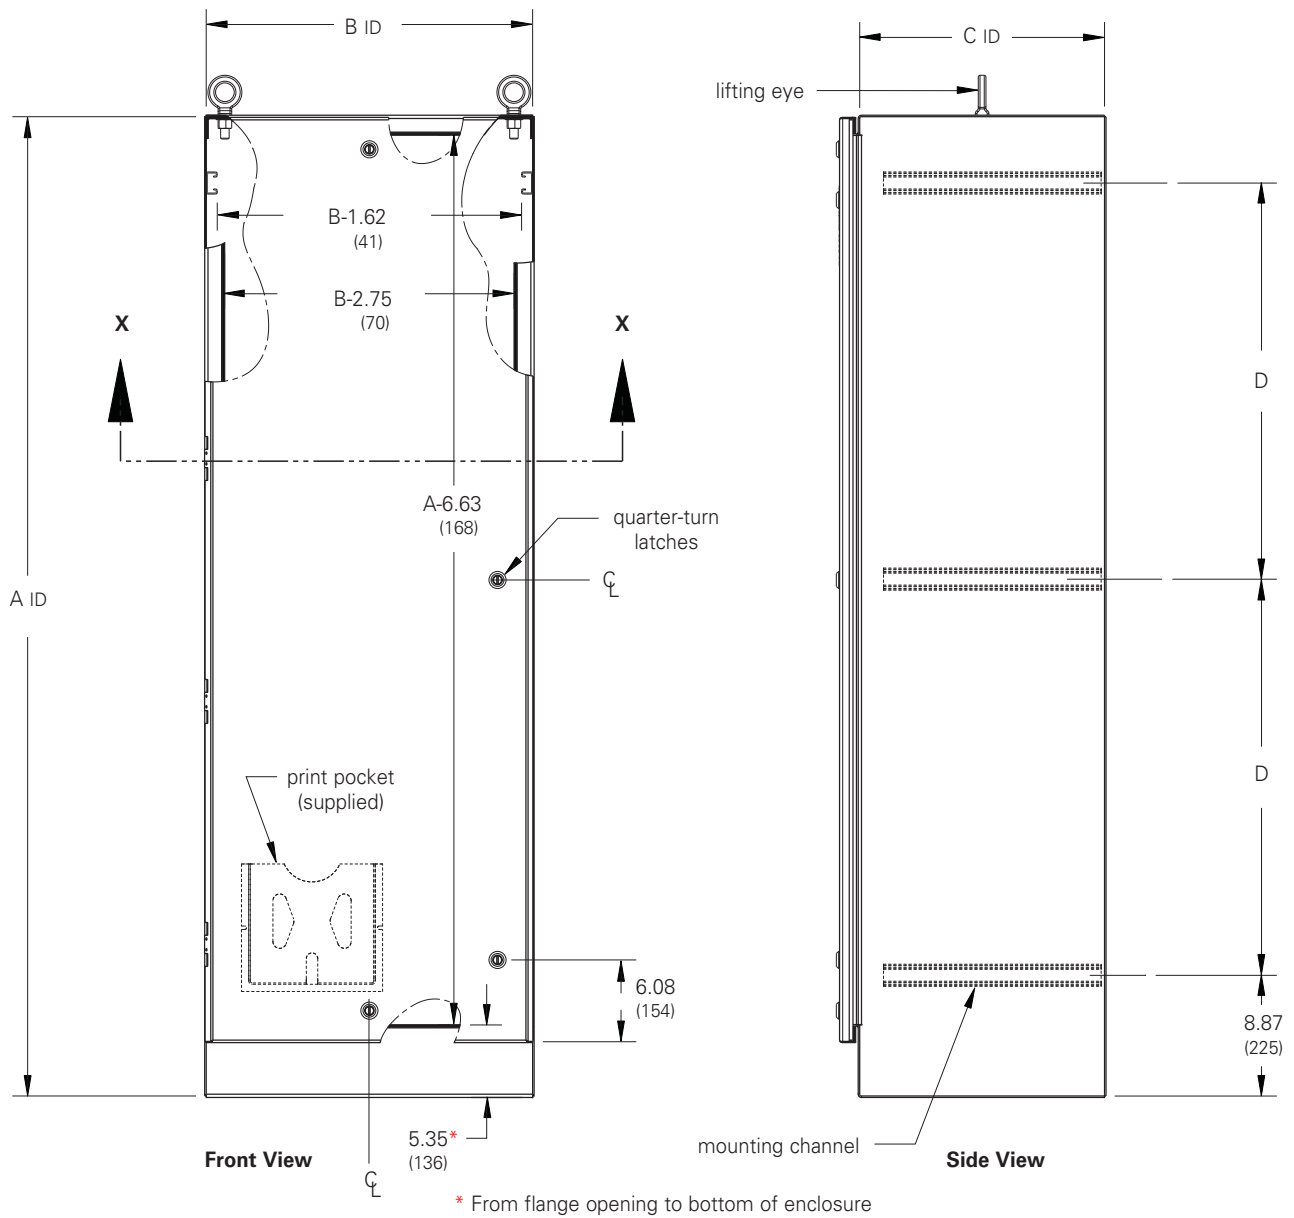 B ID
C ID
lifting eye
B-1.62
(41)
B-2.75
(70)
X
X
D
A-6.63
(168)
quarter-turn
latches
CL
A ID
print pocket
(supplied)
D
6.08
(154)
8.87
(225)
5.35*
(136)
mounting channel
Front View
Side View
CL
* From flange opening to bottom of enclosure